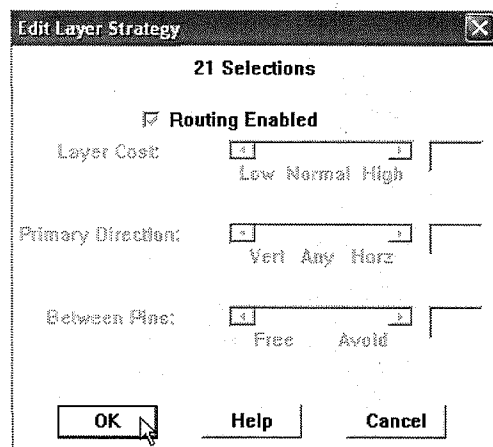 Edit Layer Strategy
21 Selections
Routing Enabled
Layer Cost:
Low Normal High
Primary Direction:
Vert Any Horz
Between Pins:
Free Avoid
OK Help Cancel